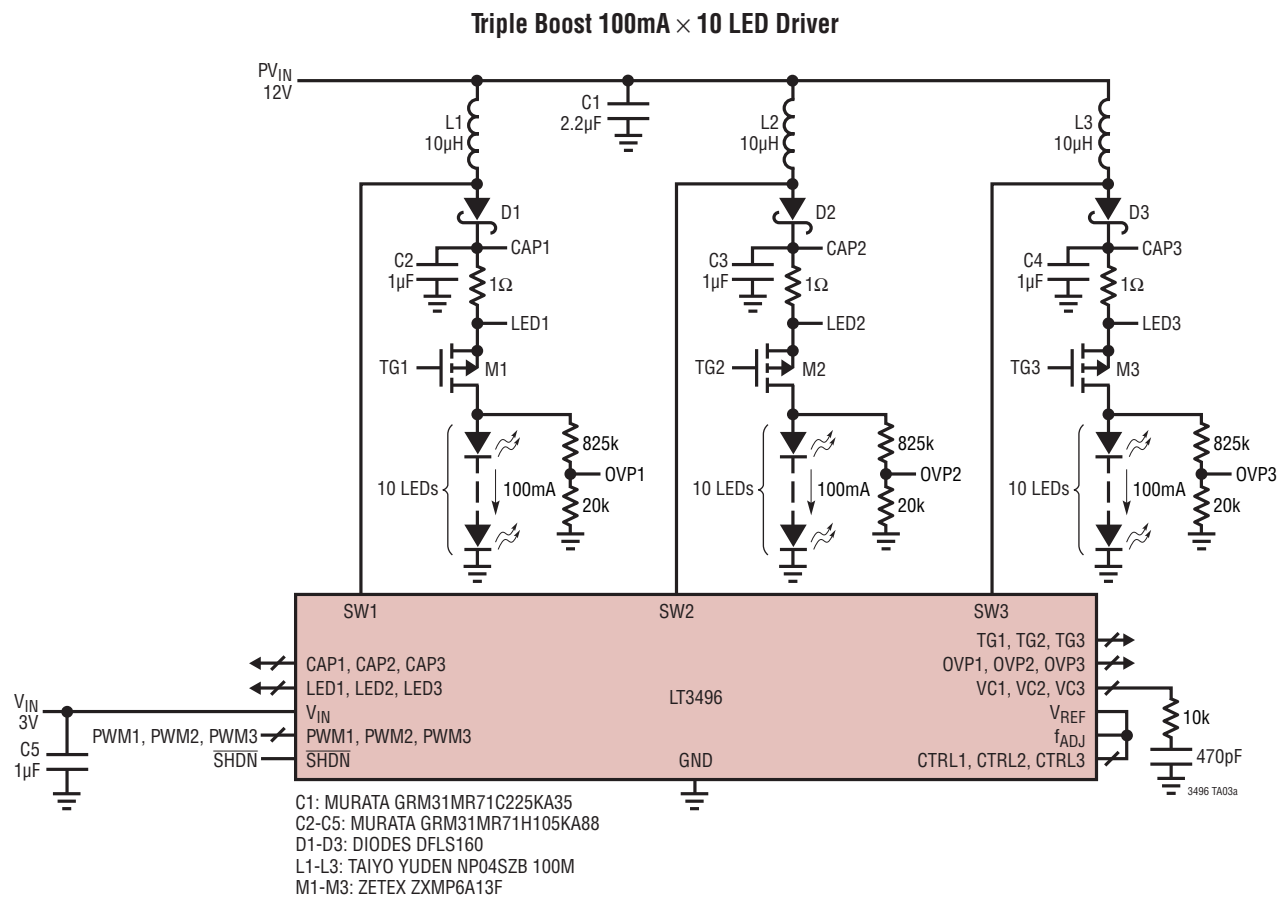 Triple Boost 100mA × 10 LED Driver
PVIN
12V
C1
2.2µF
L1
10µH
L2
10µH
L3
10µH
D1
D2
D3
C2
1µF
CAP1
1Ω
C3
1µF
CAP2
1Ω
C4
1µF
CAP3
1Ω
LED1
LED2
LED3
TG1
M1
TG2
M2
TG3
M3
825k
825k
825k
10 LEDs
100mA
OVP1
20k
10 LEDs
100mA
OVP2
20k
10 LEDs
100mA
OVP3
20k
SW1
SW2
SW3
TG1, TG2, TG3
CAP1, CAP2, CAP3
OVP1, OVP2, OVP3
LED1, LED2, LED3
LT3496
VC1, VC2, VC3
VIN
3V
VIN
VREF
10k
C5
1µF
PWM1, PWM2, PWM3
PWM1, PWM2, PWM3
fADJ
SHDN
SHDN
GND
CTRL1, CTRL2, CTRL3
470pF
3496 TA03a
C1: MURATA GRM31MR71C225KA35
C2-C5: MURATA GRM31MR71H105KA88
D1-D3: DIODES DFLS160
L1-L3: TAIYO YUDEN NP04SZB 100M
M1-M3: ZETEX ZXMP6A13F